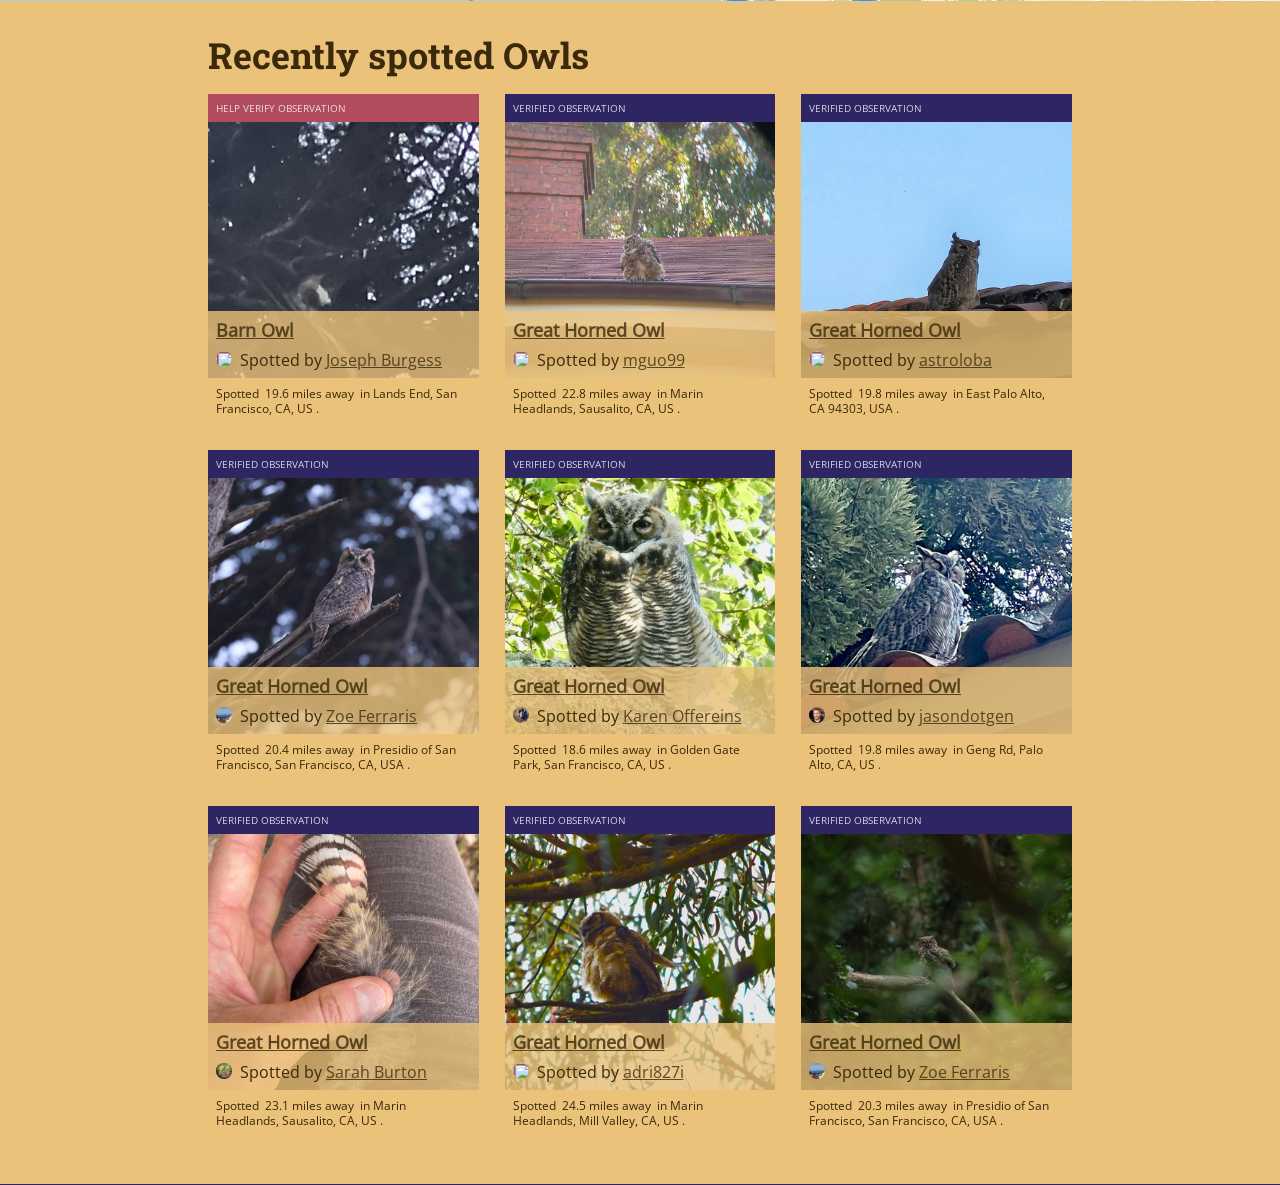 Recently spotted Owls
HELP VERIFY OBSERVATION
Barn Owl
Spotted by Joseph Burgess
Spotted 19.6 miles away in Lands End, San
Francisco, CA, US .
VERIFIED OBSERVATION
Great Horned Owl
Spotted by mguo99
Spotted 22.8 miles away in Marin
Headlands, Sausalito, CA, US .
VERIFIED OBSERVATION
Great Horned Owl
Spotted by astroloba
Spotted 19.8 miles away in East Palo Alto,
CA 94303, USA .
VERIFIED OBSERVATION
Great Horned Owl
Spotted by Zoe Ferraris
Spotted 20.4 miles away in Presidio of San
Francisco, San Francisco, CA, USA .
VERIFIED OBSERVATION
Great Horned Owl
Spotted by Karen Offereins
Spotted 18.6 miles away in Golden Gate
Park, San Francisco, CA, US .
VERIFIED OBSERVATION
Great Horned Owl
Spotted by jasondotgen
Spotted 19.8 miles away in Geng Rd, Palo
Alto, CA, US .
VERIFIED OBSERVATION
Great Horned Owl
Spotted by Sarah Burton
Spotted 23.1 miles away in Marin
Headlands, Sausalito, CA, US .
VERIFIED OBSERVATION
Great Horned Owl
Spotted by adri827i
Spotted 24.5 miles away in Marin
Headlands, Mill Valley, CA, US .
VERIFIED OBSERVATION
Great Horned Owl
Spotted by Zoe Ferraris
Spotted 20.3 miles away in Presidio of San
Francisco, San Francisco, CA, USA .